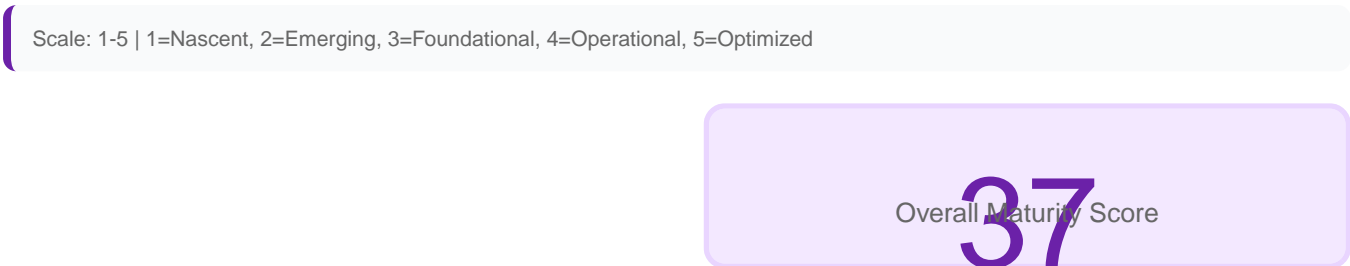 Scale: 1-5 | 1=Nascent, 2=Emerging, 3=Foundational, 4=Operational, 5=Optimized
37
Overall Maturity Score